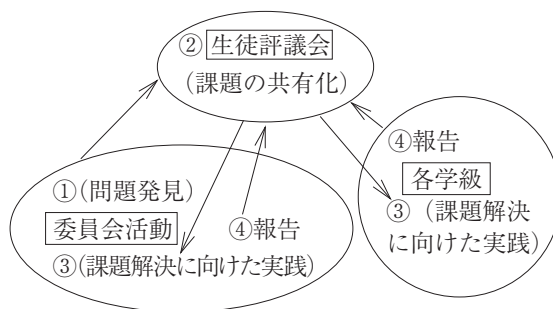 ② 生徒評議会
(課題の共有化)
①(問題発見)
委員会活動
④報告
③(課題解決に向けた実践)
④報告
各学級
③ (課題解決
に向けた実践)